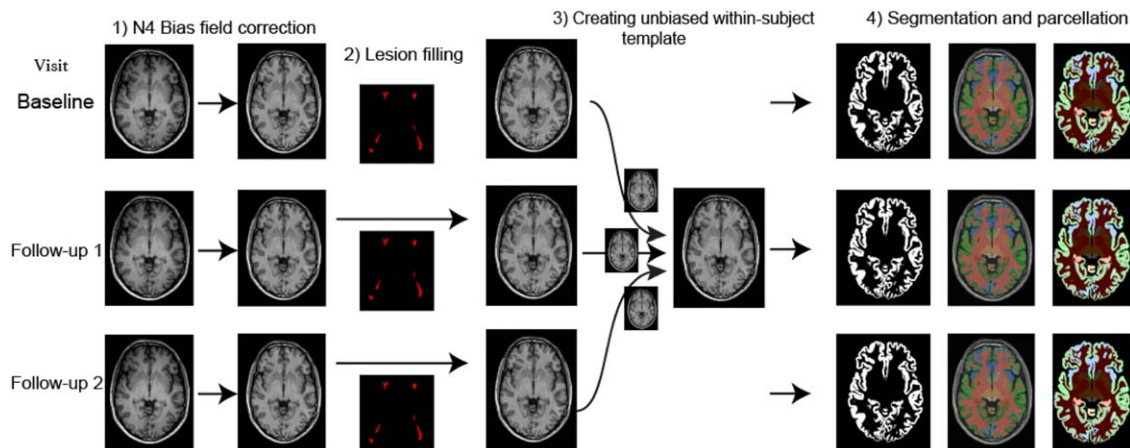 1) N4 Bias field correction
2) Lesion filling
3) Creating unbiased within-subject
template
4) Segmentation and parcellation
Visit
Baseline
Follow-up 1
Follow-up 2